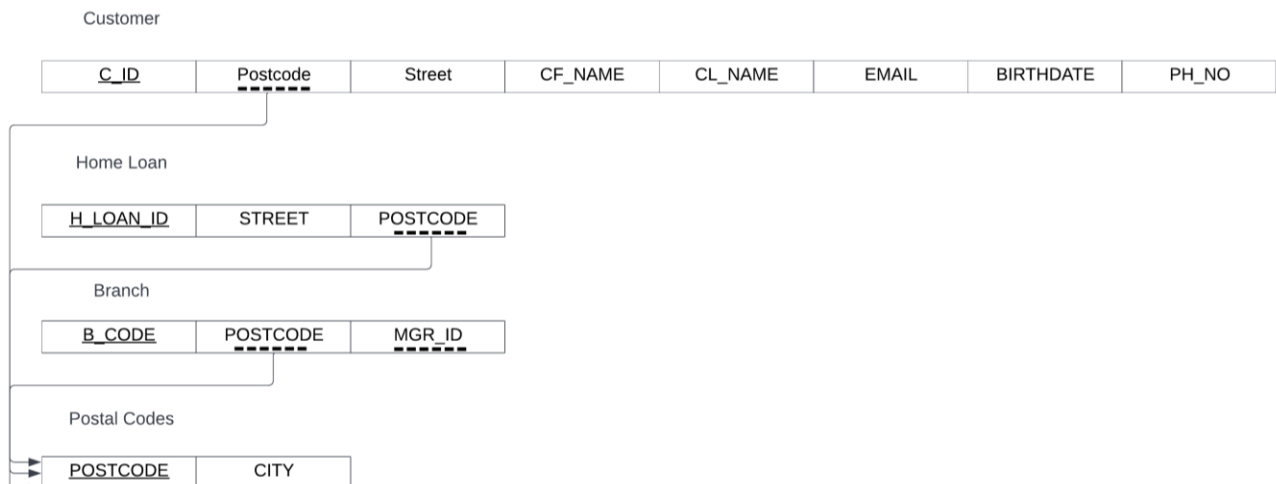 Customer
C_ID Postcode Street CF_NAME CL_NAME EMAIL BIRTHDATE PH_NO
Home Loan
H_LOAN_ID STREET POSTCODE
Branch
B_CODE POSTCODE MGR_ID
Postal Codes
POSTCODE CITY